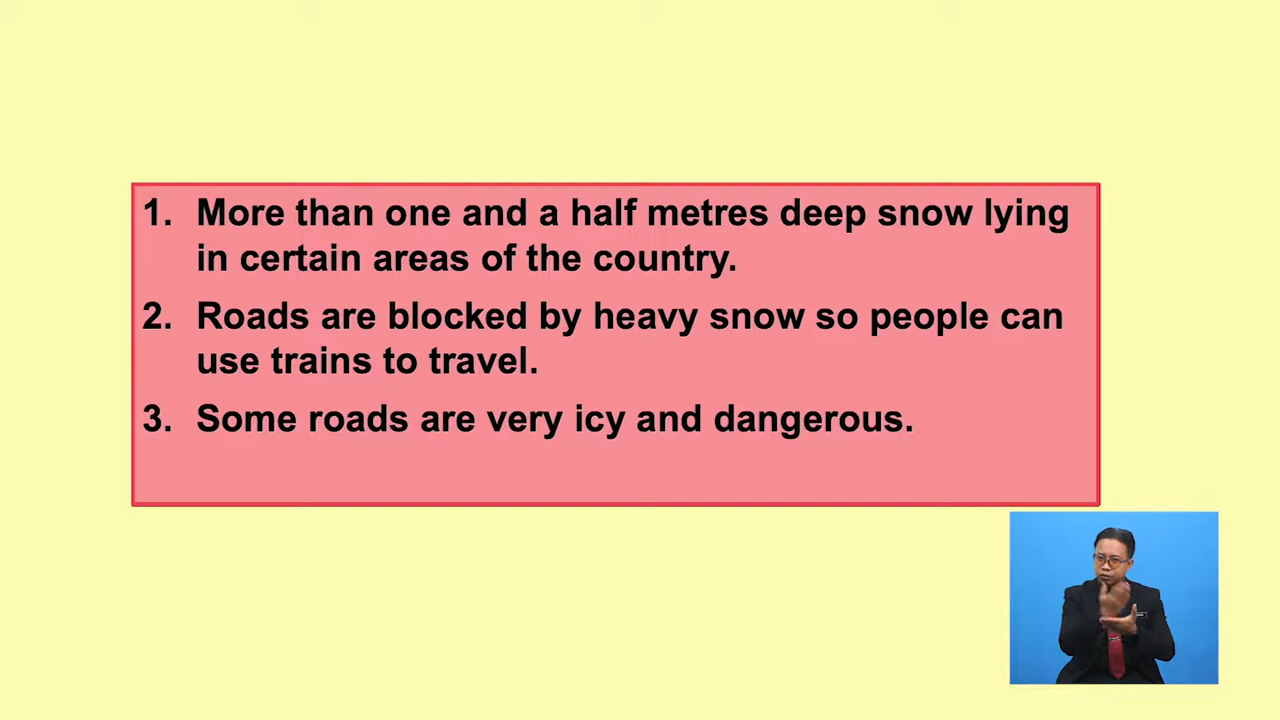 1. More than one and a half metres deep snow lying
in certain areas of the country.
2. Roads are blocked by heavy snow so people can
use trains to travel.
3. Some roads are very icy and dangerous.